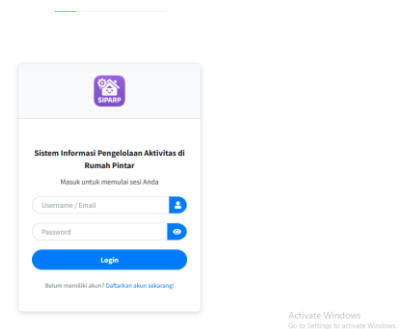 SIPARP
Sistem Informasi Pengelolaan Aktivitas di
Rumah Pintar
Masuk untuk memulai sesi Anda
Username / Email
Password
Login
Belum memiliki akun? Daftarkan akun sekarang!
Activate Windows
Go to Settings to activate Windows.